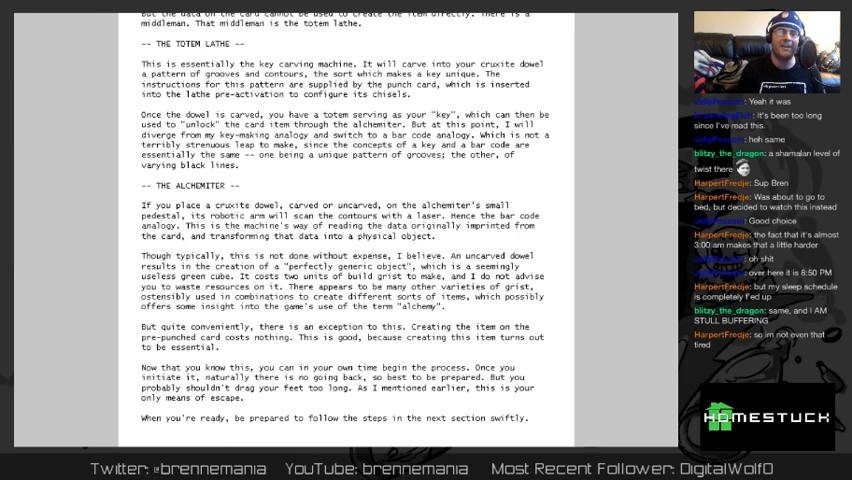 middleman. That middleman is the totem lathe.
-- THE TOTEM LATHE --
This is essentially the key carving machine. It will carve into your cruxite dowel
a pattern of grooves and contours, the sort which makes a key unique. The
instructions for this pattern are supplied by the punch card, which is inserted
into the lathe pre-activation to configure its chisels.
Once the dowel is carved, you have a totem serving as your "key", which can then be
used to "unlock" the card item through the alchemiter. But at this point, I will
diverge from my key-making analogy and switch to a bar code analogy. Which is not a
terribly strenuous leap to make, since the concepts of a key and a bar code are
essentially the same -- one being a unique pattern of grooves; the other, of
varying black lines.
-- THE ALCHEMITER --
If you place a cruxite dowel, carved or uncarved, on the alchemiter's small
pedestal, its robotic arm will scan the contours with a laser. Hence the bar code
analogy. This is the machine's way of reading the data originally imprinted from
the card, and transforming that data into a physical object.
Though typically, this is not done without expense, I believe. An uncarved dowel
results in the creation of a "perfectly generic object", which is a seemingly
useless green cube. It costs two units of build grist to make, and I do not advise
you to waste resources on it. There appears to be many other varieties of grist,
ostensibly used in combinations to create different sorts of items, which possibly
offers some insight into the game's use of the term "alchemy".
But quite conveniently, there is an exception to this. Creating the item on the
pre-punched card costs nothing. This is good, because creating this item turns out
to be essential.
Now that you know this, you can in your own time begin the process. Once you
initiate it, naturally there is no going back, so best to be prepared. But you
probably shouldn't drag your feet too long. As I mentioned earlier, this is your
only means of escape.
When you're ready, be prepared to follow the steps in the next section swiftly.
Yeah it was
It's been too long
since I've read this.
heh same
blitzy_the_dragon: a shamalan level of
twist there
HarpertFredje: Sup Bren
HarpertFredje: Was about to go to
bed, but decided to watch this instead
Good choice
HarpertFredje: the fact that it's almost
3:00 am makes that a little harder
oh shit
over here it is 8:50 PM
HarpertFredje: but my sleep schedule
is completely f'ed up
blitzy_the_dragon: same, and I AM
STULL BUFFERING
HarpertFredje: so im not even that
tired
HOMESTUCK
Twitter: @brennemania YouTube: brennemania Most Recent Follower: DigitalWolf0